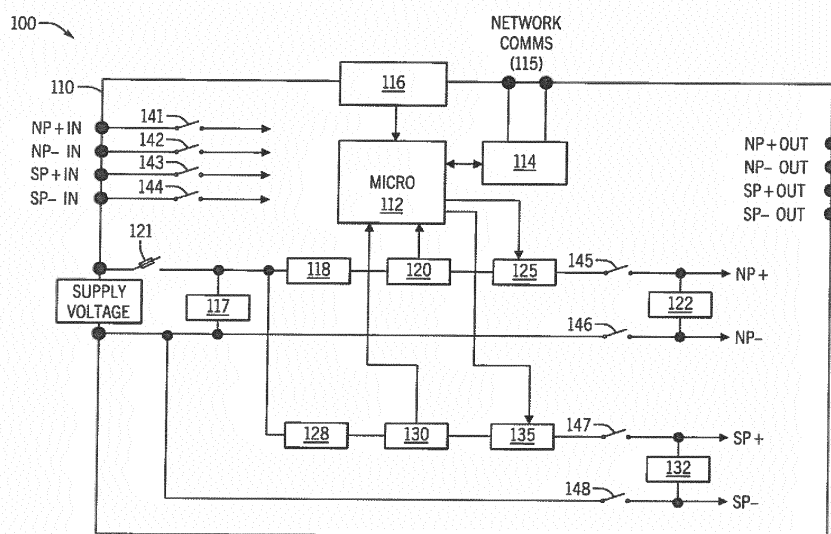 100
NETWORK
COMMS
(115)
110
116
141
NP+IN
142
NP- IN
143
SP+IN
144
SP- IN
MICRO
112
114
NP+OUT
NP- OUT
SP+OUT
SP- OUT
121
SUPPLY
VOLTAGE
117
118
120
125
145
NP+
122
146
NP-
128
130
135
147
SP+
132
148
SP-